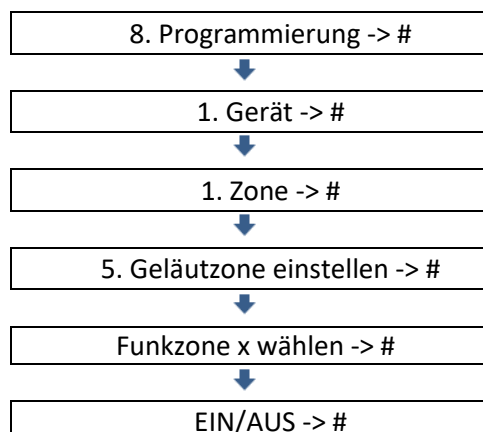 8. Programmierung -> #
1. Gerät -> #
1. Zone -> #
5. Geläutzone einstellen -> #
Funkzone x wählen -> #
EIN/AUS -> #